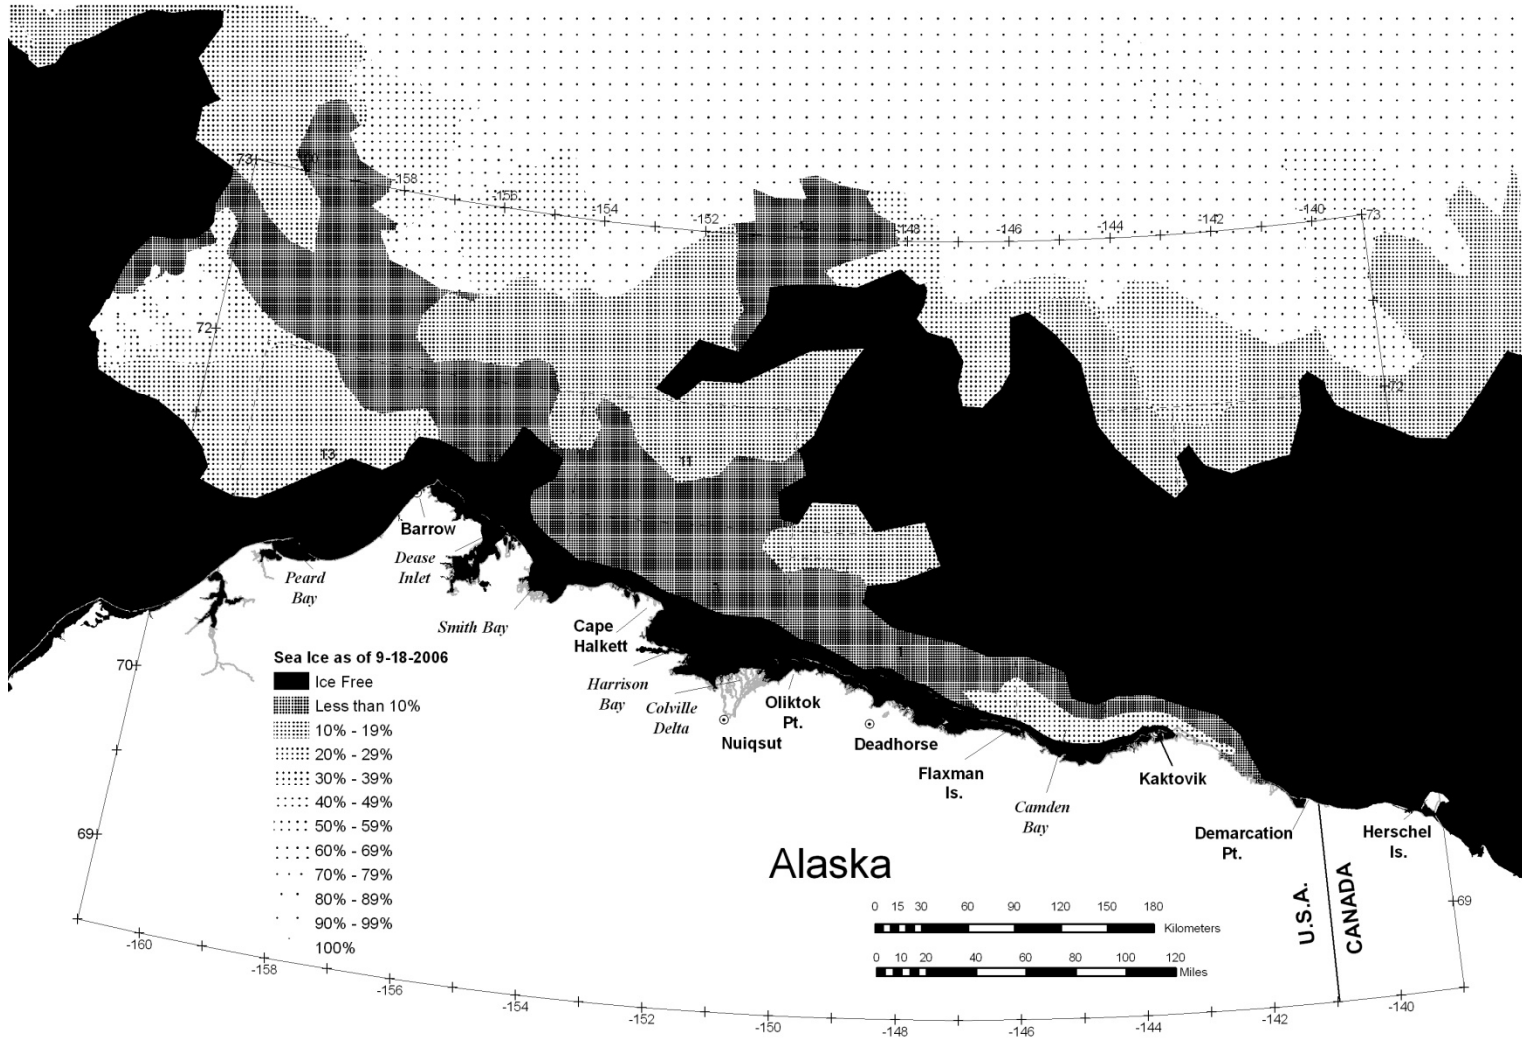 73
-158
-156
-154
-152
-148
-146
-144
-142
-140
73
72
72
13
11
3
1
Barrow
Dease
Inlet
Peard
Bay
Smith Bay
Cape
Halkett
Harrison
Bay
Colville
Delta
Oliktok
Pt.
Nuiqsut
Deadhorse
Flaxman
Is.
Camden
Bay
Kaktovik
Demarcation
Pt.
Herschel
Is.
70
69
69
Sea Ice as of 9-18-2006
Ice Free
Less than 10%
10% - 19%
20% - 29%
30% - 39%
40% - 49%
50% - 59%
60% - 69%
70% - 79%
80% - 89%
90% - 99%
100%
Alaska
U.S.A.
CANADA
0 15 30 60 90 120 150 180
Kilometers
0 10 20 40 60 80 100 120
Miles
-160
-158
-156
-154
-152
-150
-148
-146
-144
-142
-140